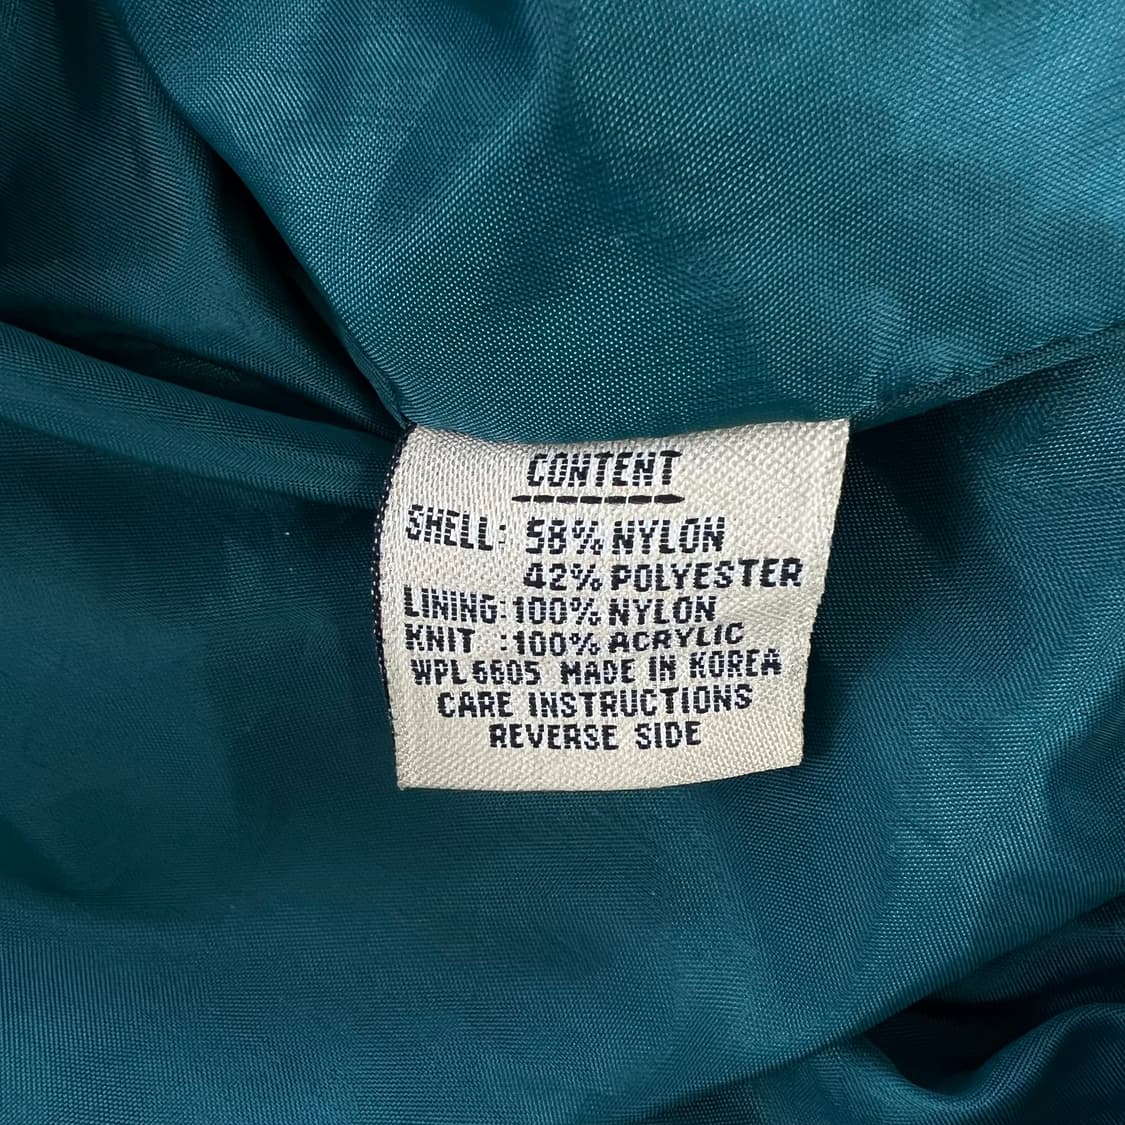 CONTENT
SHELL: 58% NYLON
42% POLYESTER
LINING: 100% NYLON
KNIT : 100% ACRYLIC
WPL 6605 MADE IN KOREA
CARE INSTRUCTIONS
REVERSE SIDE